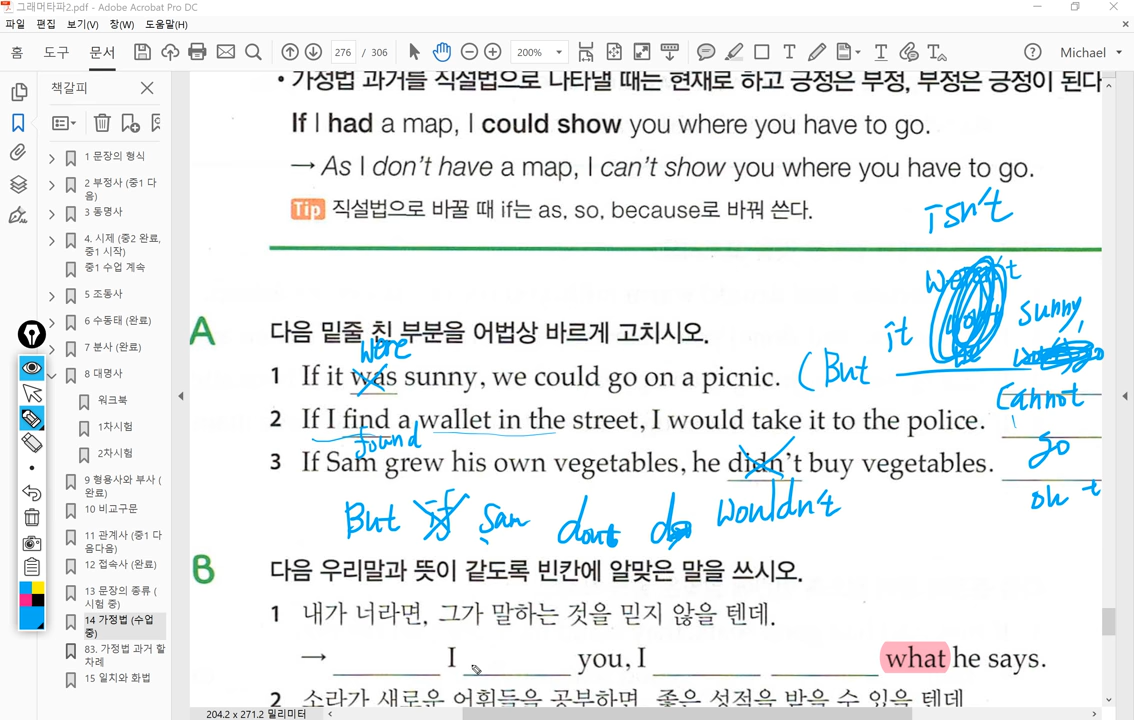 그래머타파2.pdf - Adobe Acrobat Pro DC
파일 편집 보기(V) 창(W) 도움말(H)
홈 도구 문서 276 / 306 200% Michael
책갈피
1 문장의 형식
2 부정사 (중1 다음)
3 동명사
4. 시제 (중2 완료, 중1 시작)
중1 수업 계속
5 조동사
6 수동태 (완료)
7 분사 (완료)
8 대명사
워크북
1차시험
2차시험
9 형용사와 부사 (완료)
10 비교구문
11 관계사 (중1 다음다음)
12 접속사 (완료)
13 문장의 종류 (시험 중)
14 가정법 (수업 중)
83. 가정법 과거 할 차례
15 일치와 화법
• 가정법 과거를 직설법으로 나타낼 때는 현재로 하고 긍정은 부정, 부정은 긍정이 된다
If I had a map, I could show you where you have to go.
→ As I don't have a map, I can't show you where you have to go.
Tip 직설법으로 바꿀 때 if는 as, so, because로 바꿔 쓴다.
isn't
A 다음 밑줄 친 부분을 어법상 바르게 고치시오.
were
it sunny,
1 If it was sunny, we could go on a picnic. (But
cannot
2 If I find a wallet in the street, I would take it to the police.
found
go
3 If Sam grew his own vegetables, he didn't buy vegetables.
But if Sam wouldn't
B 다음 우리말과 뜻이 같도록 빈칸에 알맞은 말을 쓰시오.
1 내가 너라면, 그가 말하는 것을 믿지 않을 텐데.
→ I you, I what he says.
2 소라가 새로운 어휘들을 공부하면, 좋은 성적을 받을 수 있을 텐데
204.2 x 271.2 밀리미터